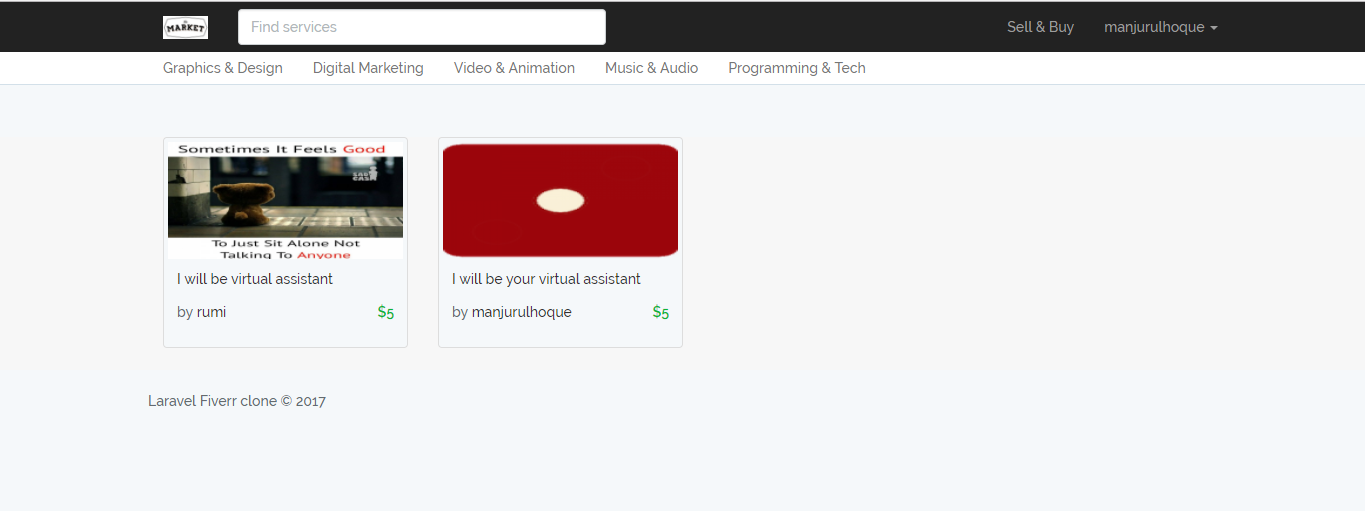 MARKET
Find services
Sell & Buy
manjurulhoque
Graphics & Design
Digital Marketing
Video & Animation
Music & Audio
Programming & Tech
Sometimes It Feels Good
SAD CASM
To Just Sit Alone Not
Talking To Anyone
I will be virtual assistant
by rumi
$5
I will be your virtual assistant
by manjurulhoque
$5
Laravel Fiverr clone © 2017